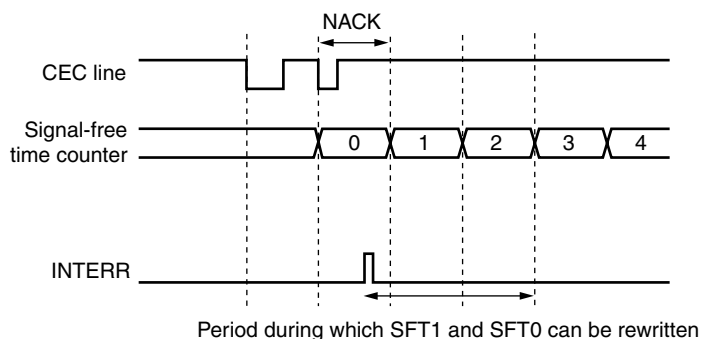 NACK
CEC line
Signal-free
time counter
0 1 2 3 4
INTERR
Period during which SFT1 and SFT0 can be rewritten